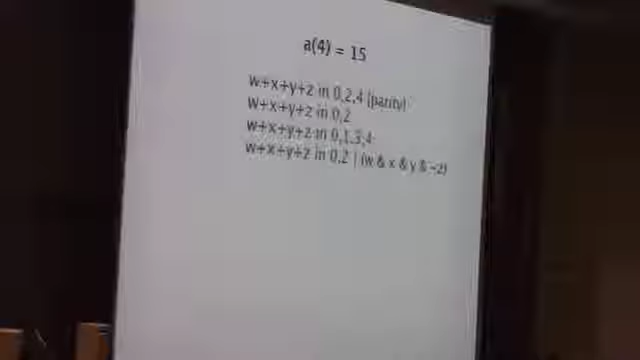 a(4) = 15
w+x+y+z in 0,2,4 (parity)
w+x+y+z in 0,2
w+x+y+z in 0,1,3,4
w+x+y+z in 0,2 | (w & x & y & ~z)